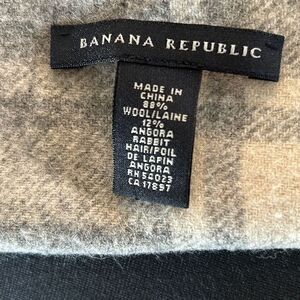 BANANA REPUBLIC
MADE IN
CHINA
88%
WOOL/LAINE
12%
ANGORA
RABBIT
HAIR/POIL
DE LAPIN
ANGORA
RN 54023
CA 17897